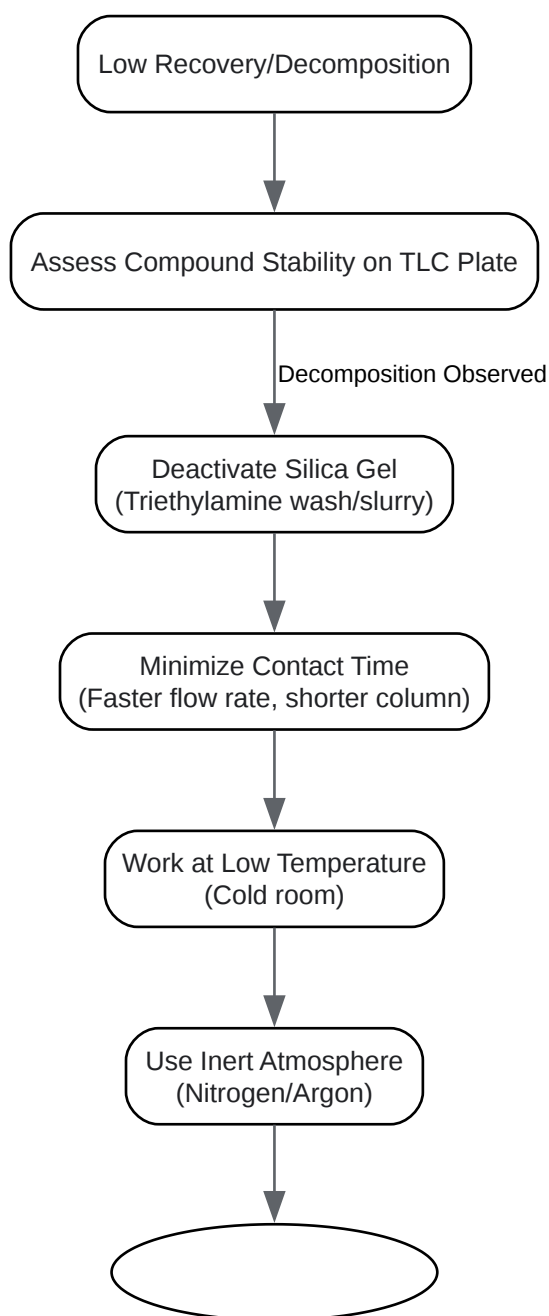 Low Recovery/Decomposition
Assess Compound Stability on TLC Plate
Decomposition Observed
Deactivate Silica Gel
(Triethylamine wash/slurry)
Minimize Contact Time
(Faster flow rate, shorter column)
Work at Low Temperature
(Cold room)
Use Inert Atmosphere
(Nitrogen/Argon)